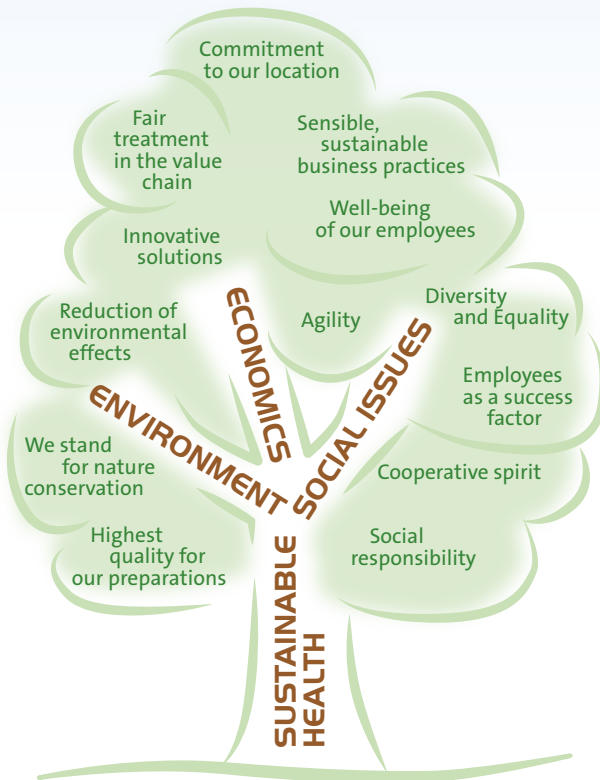 Commitment
to our location
Fair
treatment
in the value
chain
Sensible,
sustainable
business practices
Well-being
of our employees
Innovative
solutions
Diversity
and Equality
Agility
Reduction of
environmental
effects
ECONOMICS
SOCIAL ISSUES
ENVIRONMENT
Employees
as a success
factor
We stand
for nature
conservation
Cooperative spirit
Highest
quality for
our preparations
Social
responsibility
SUSTAINABLE
HEALTH